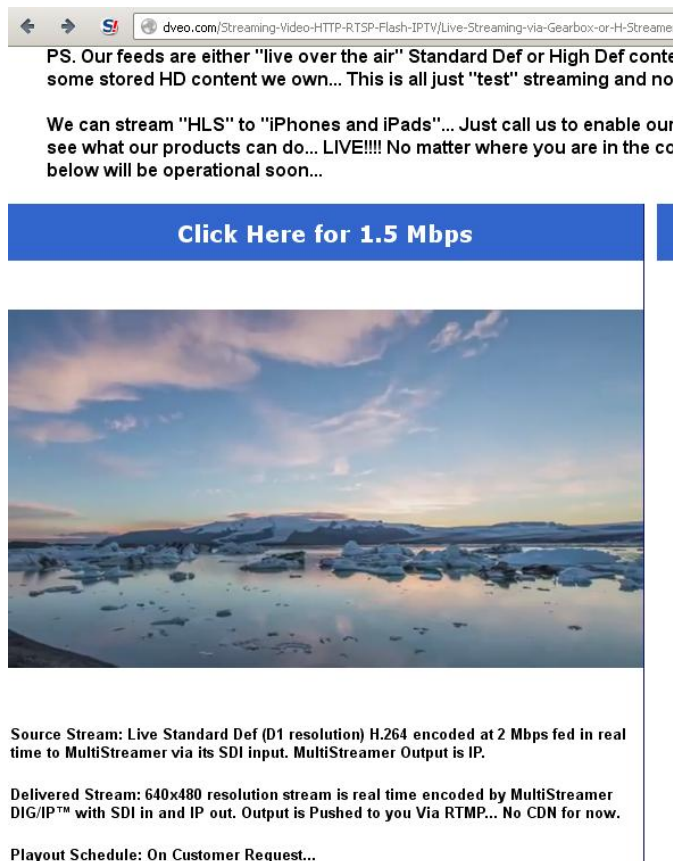 dveo.com/Streaming-Video-HTTP-RTSP-Flash-IPTV/Live-Streaming-via-Gearbox-or-H-Streamer
PS. Our feeds are either "live over the air" Standard Def or High Def conte
some stored HD content we own... This is all just "test" streaming and no
We can stream "HLS" to "iPhones and iPads"... Just call us to enable our
see what our products can do... LIVE!!!! No matter where you are in the co
below will be operational soon...
Click Here for 1.5 Mbps
Source Stream: Live Standard Def (D1 resolution) H.264 encoded at 2 Mbps fed in real
time to MultiStreamer via its SDI input. MultiStreamer Output is IP.
Delivered Stream: 640x480 resolution stream is real time encoded by MultiStreamer
DIG/IP™ with SDI in and IP out. Output is Pushed to you Via RTMP... No CDN for now.
Playout Schedule: On Customer Request...